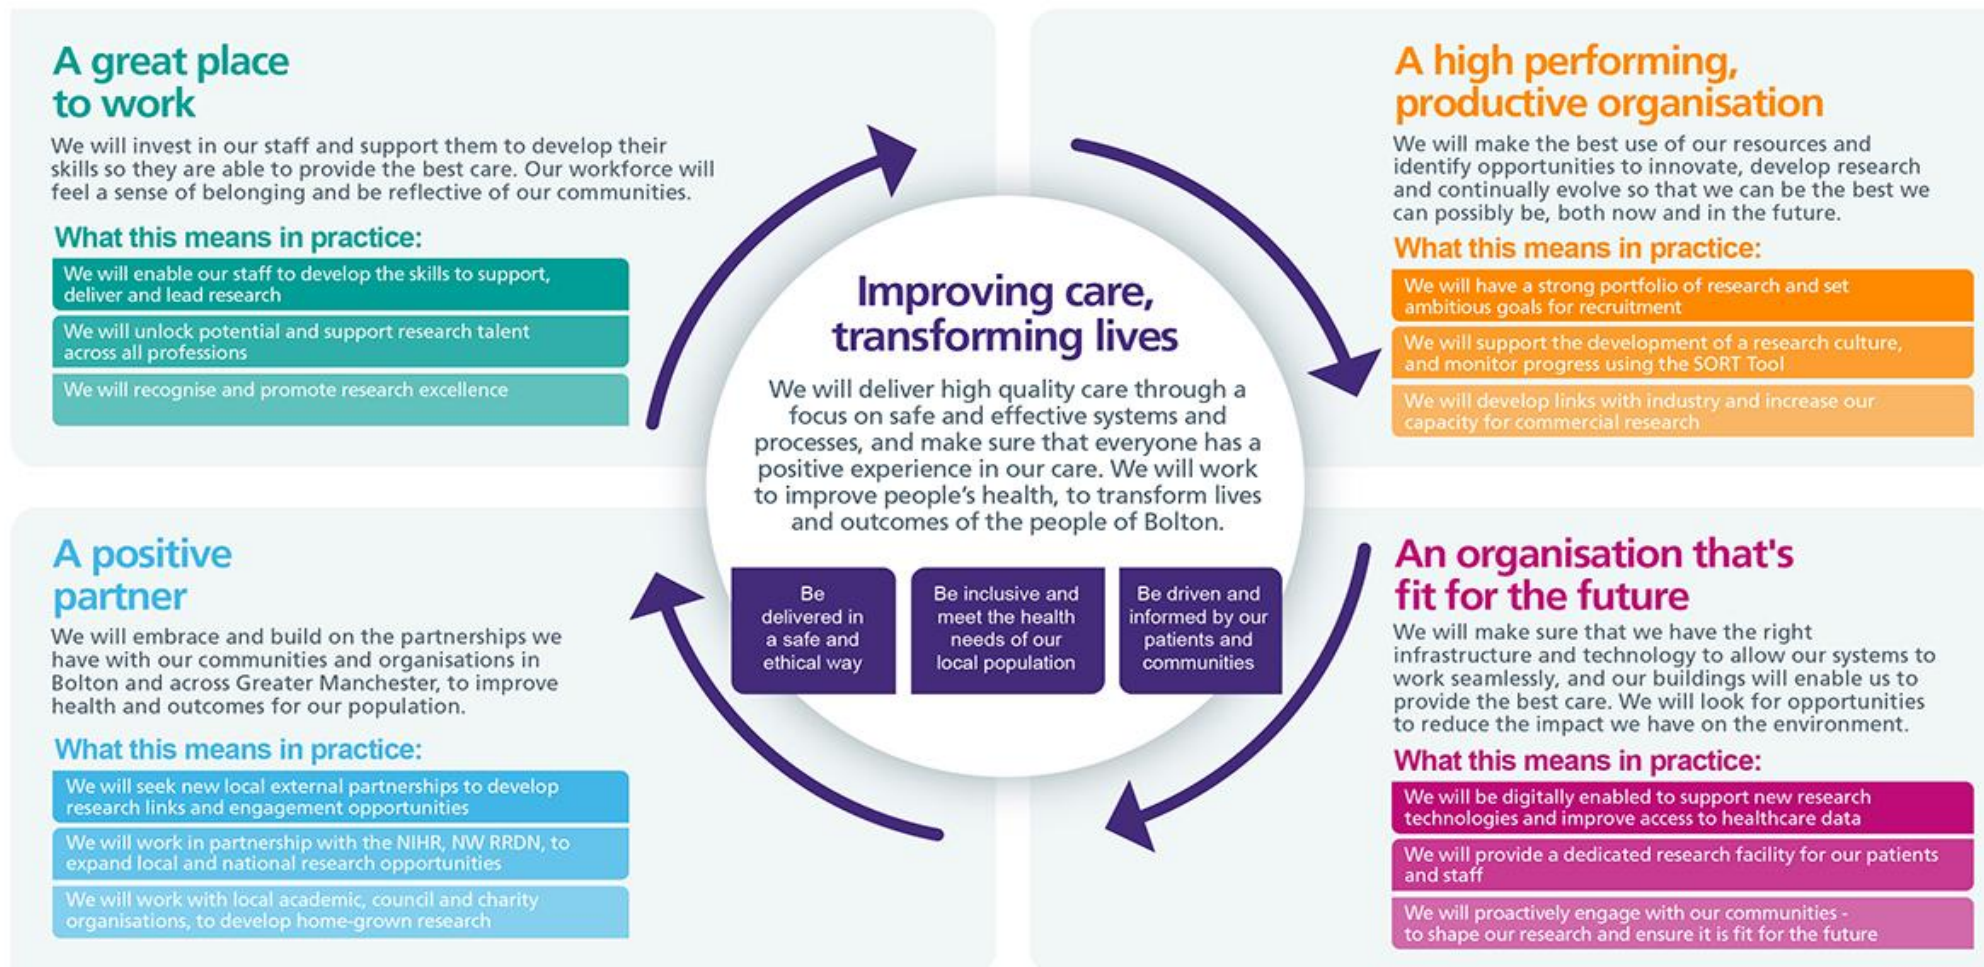 A great place
to work
We will invest in our staff and support them to develop their
skills so they are able to provide the best care. Our workforce will
feel a sense of belonging and be reflective of our communities.
What this means in practice:
We will enable our staff to develop the skills to support,
deliver and lead research
We will unlock potential and support research talent
across all professions
We will recognise and promote research excellence
A high performing,
productive organisation
We will make the best use of our resources and
identify opportunities to innovate, develop research
and continually evolve so that we can be the best we
can possibly be, both now and in the future.
What this means in practice:
We will have a strong portfolio of research and set
ambitious goals for recruitment
We will support the development of a research culture,
and monitor progress using the SORT Tool
We will develop links with industry and increase our
capacity for commercial research
Improving care,
transforming lives
We will deliver high quality care through a
focus on safe and effective systems and
processes, and make sure that everyone has a
positive experience in our care. We will work
to improve people's health, to transform lives
and outcomes of the people of Bolton.
Be
delivered in
a safe and
ethical way
Be inclusive and
meet the health
needs of our
local population
Be driven and
informed by our
patients and
communities
A positive
partner
We will embrace and build on the partnerships we
have with our communities and organisations in
Bolton and across Greater Manchester, to improve
health and outcomes for our population.
What this means in practice:
We will seek new local external partnerships to develop
research links and engagement opportunities
We will work in partnership with the NIHR, NW RRDN, to
expand local and national research opportunities
We will work with local academic, council and charity
organisations, to develop home-grown research
An organisation that's
fit for the future
We will make sure that we have the right
infrastructure and technology to allow our systems to
work seamlessly, and our buildings will enable us to
provide the best care. We will look for opportunities
to reduce the impact we have on the environment.
What this means in practice:
We will be digitally enabled to support new research
technologies and improve access to healthcare data
We will provide a dedicated research facility for our patients
and staff
We will proactively engage with our communities -
to shape our research and ensure it is fit for the future